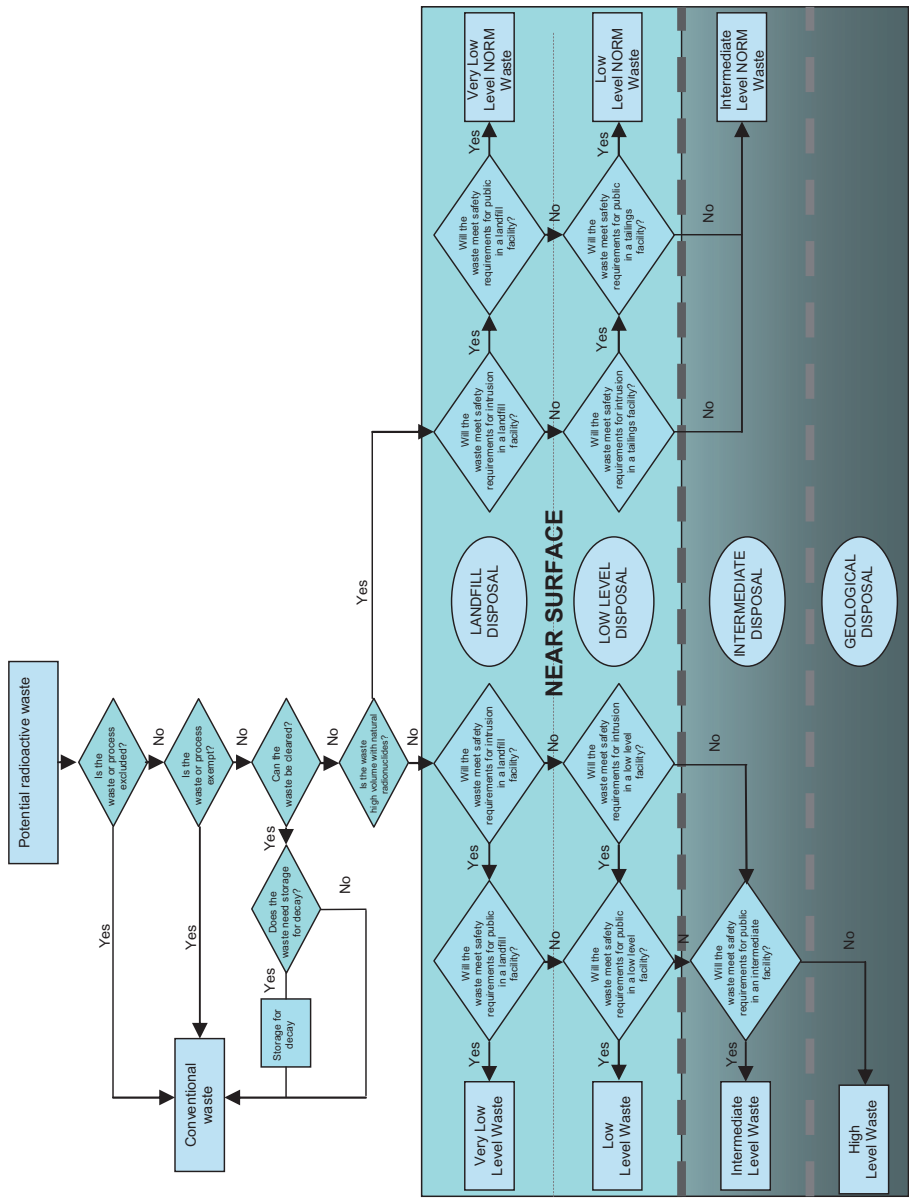 Potential radioactive waste
Is the
waste or process
excluded?
Yes
No
Is the
waste or process
exempt?
Yes
No
Conventional
waste
Can the
waste be cleared?
Yes
No
Does the
waste need storage
for decay?
Yes
No
Storage for
decay
Is the waste
high volume with natural
radionuclides?
Yes
No
Will the
waste meet safety
requirements for intrusion
in a landfill
facility?
Yes
No
Will the
waste meet safety
requirements for public
in a landfill
facility?
Yes
No
Very Low
Level Waste
LANDFILL
DISPOSAL
Will the
waste meet safety
requirements for intrusion
in a landfill
facility?
Yes
No
Will the
waste meet safety
requirements for public
in a landfill
facility?
Yes
No
Very Low
Level NORM
Waste
NEAR SURFACE
Will the
waste meet safety
requirements for intrusion
in a low level
facility?
Yes
No
Will the
waste meet safety
requirements for public
in a low level
facility?
Yes
N
Low
Level Waste
LOW LEVEL
DISPOSAL
Will the
waste meet safety
requirements for intrusion
in a tailings facility?
Yes
No
Will the
waste meet safety
requirements for public
in a tailings
facility?
Yes
No
Low
Level NORM
Waste
Will the
waste meet safety
requirements for public
in an intermediate
facility?
Yes
No
Intermediate
Level Waste
INTERMEDIATE
DISPOSAL
Intermediate
Level NORM
Waste
High
Level Waste
GEOLOGICAL
DISPOSAL